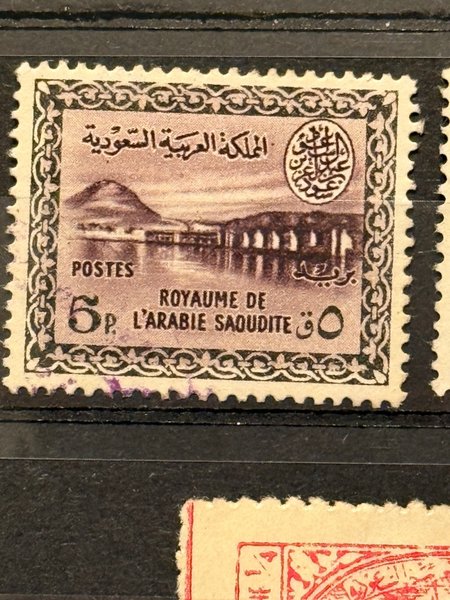 المملكة العربية السعودية
POSTES
بريد
ROYAUME DE
L'ARABIE SAOUDITE
5 P.
ق ٥